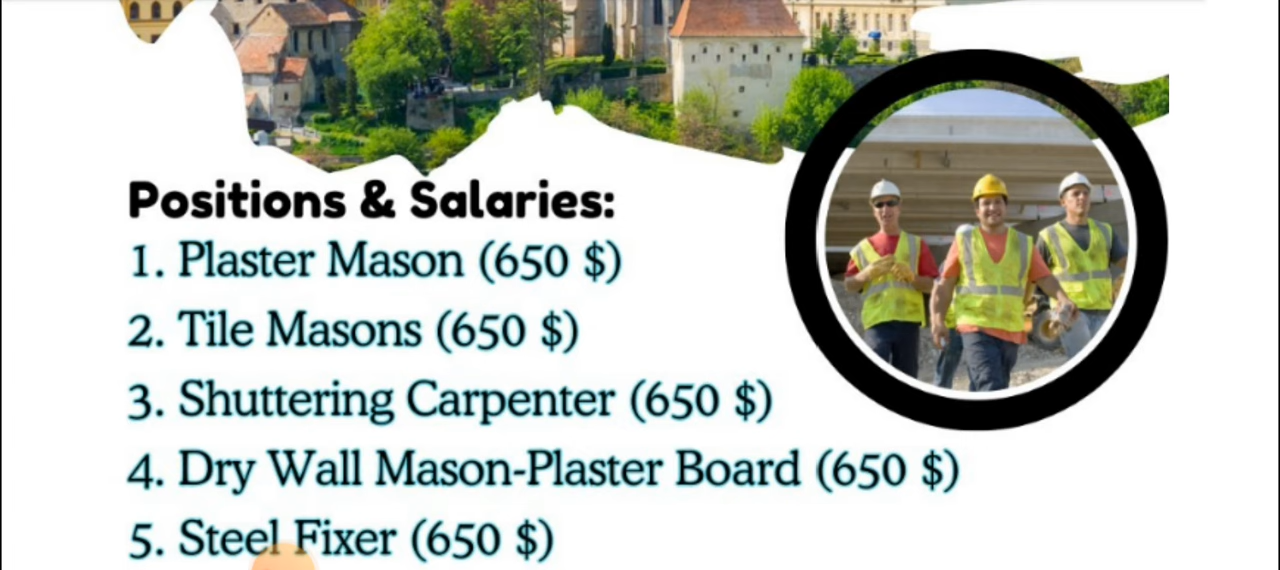 Positions & Salaries:
1. Plaster Mason (650 $)
2. Tile Masons (650 $)
3. Shuttering Carpenter (650 $)
4. Dry Wall Mason-Plaster Board (650 $)
5. Steel Fixer (650 $)